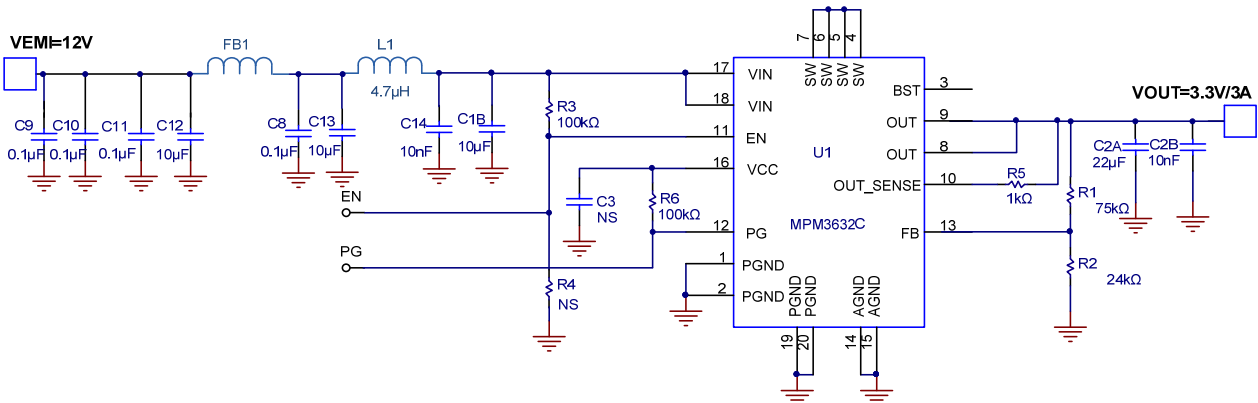 VEMI=12V
FB1
L1
4.7µH
C9
0.1µF
C10
0.1µF
C11
0.1µF
C12
10µF
C8
0.1µF
C13
10µF
C14
10nF
C1B
10µF
R3
100kΩ
EN
PG
R4
NS
C3
NS
R6
100kΩ
7
6
5
4
SW
SW
SW
SW
17
VIN
18
VIN
11
EN
16
VCC
12
PG
1
PGND
2
PGND
U1
MPM3632C
BST
3
OUT
9
OUT
8
OUT_SENSE
10
FB
13
PGND
PGND
AGND
AGND
19
20
14
15
R5
1kΩ
R1
75kΩ
R2
24kΩ
C2A
22µF
C2B
10nF
VOUT=3.3V/3A